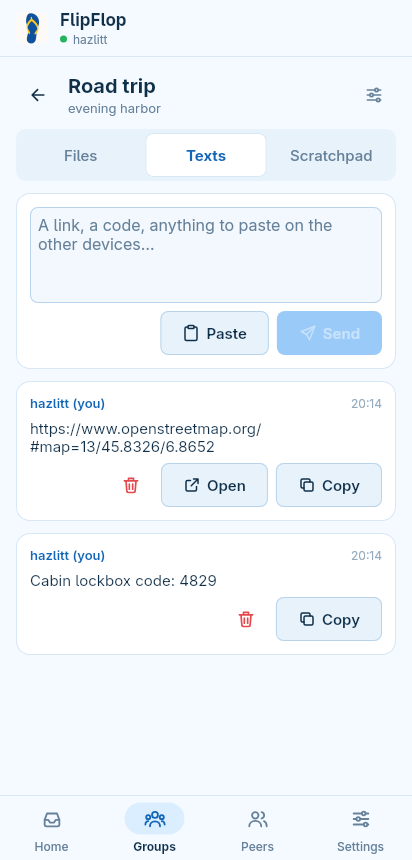 FlipFlop
hazlitt
Road trip
evening harbor
Files
Texts
Scratchpad
A link, a code, anything to paste on the
other devices...
Paste
Send
hazlitt (you)
20:14
https://www.openstreetmap.org/
#map=13/45.8326/6.8652
Open
Copy
hazlitt (you)
20:14
Cabin lockbox code: 4829
Copy
Home
Groups
Peers
Settings